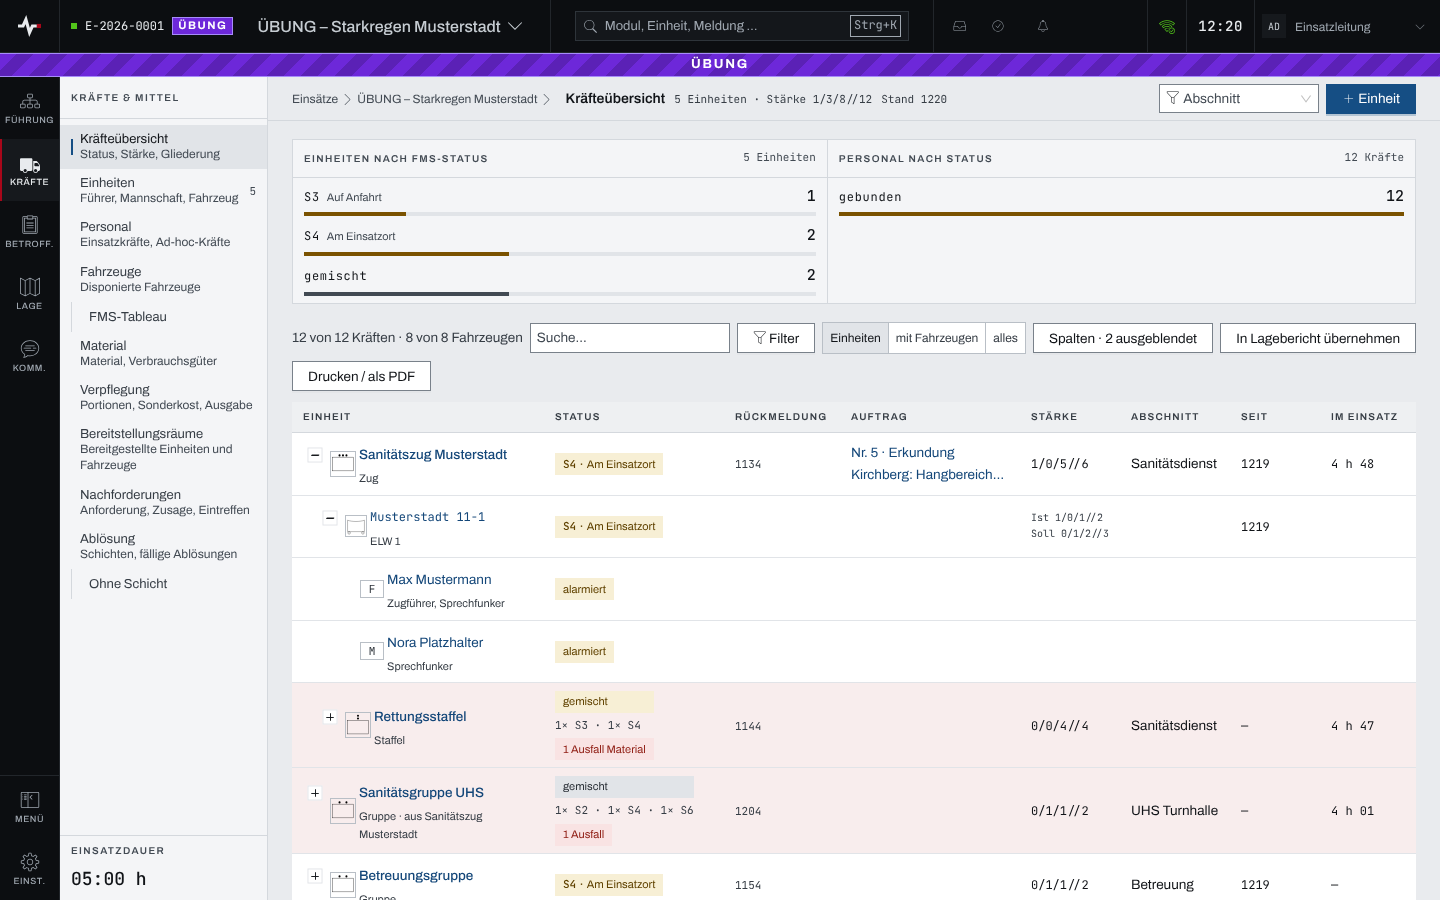 E-2026-0001 ÜBUNG ÜBUNG – Starkregen Musterstadt Modul, Einheit, Meldung ... Strg+K 12:20 AD Einsatzleitung
ÜBUNG
FÜHRUNG
KRÄFTE
BETROFF.
LAGE
KOMM.
MENÜ
EINST.
KRÄFTE & MITTEL
Kräfteübersicht
Status, Stärke, Gliederung
Einheiten
Führer, Mannschaft, Fahrzeug 5
Personal
Einsatzkräfte, Ad-hoc-Kräfte
Fahrzeuge
Disponierte Fahrzeuge
FMS-Tableau
Material
Material, Verbrauchsgüter
Verpflegung
Portionen, Sonderkost, Ausgabe
Bereitstellungsräume
Bereitgestellte Einheiten und
Fahrzeuge
Nachforderungen
Anforderung, Zusage, Eintreffen
Ablösung
Schichten, fällige Ablösungen
Ohne Schicht
EINSATZDAUER
05:00 h
Einsätze ÜBUNG – Starkregen Musterstadt Kräfteübersicht 5 Einheiten · Stärke 1/3/8//12 Stand 1220 Abschnitt + Einheit
EINHEITEN NACH FMS-STATUS 5 Einheiten
S3 Auf Anfahrt 1
S4 Am Einsatzort 2
gemischt 2
PERSONAL NACH STATUS 12 Kräfte
gebunden 12
12 von 12 Kräften · 8 von 8 Fahrzeugen Suche... Filter Einheiten mit Fahrzeugen alles Spalten · 2 ausgeblendet In Lagebericht übernehmen
Drucken / als PDF
EINHEIT STATUS RÜCKMELDUNG AUFTRAG STÄRKE ABSCHNITT SEIT IM EINSATZ
Sanitätszug Musterstadt
Zug
S4 · Am Einsatzort 1134
Nr. 5 · Erkundung
Kirchberg: Hangbereich...
1/0/5//6 Sanitätsdienst 1219 4 h 48
Musterstadt 11-1
ELW 1
S4 · Am Einsatzort
Ist 1/0/1//2
Soll 0/1/2//3
1219
F Max Mustermann
Zugführer, Sprechfunker
alarmiert
M Nora Platzhalter
Sprechfunker
alarmiert
Rettungsstaffel
Staffel
gemischt
1× S3 · 1× S4
1 Ausfall Material
1144 0/0/4//4 Sanitätsdienst – 4 h 47
Sanitätsgruppe UHS
Gruppe · aus Sanitätszug
Musterstadt
gemischt
1× S2 · 1× S4 · 1× S6
1 Ausfall
1204 0/1/1//2 UHS Turnhalle – 4 h 01
Betreuungsgruppe
Gruppe
S4 · Am Einsatzort 1154 0/1/1//2 Betreuung 1219 –